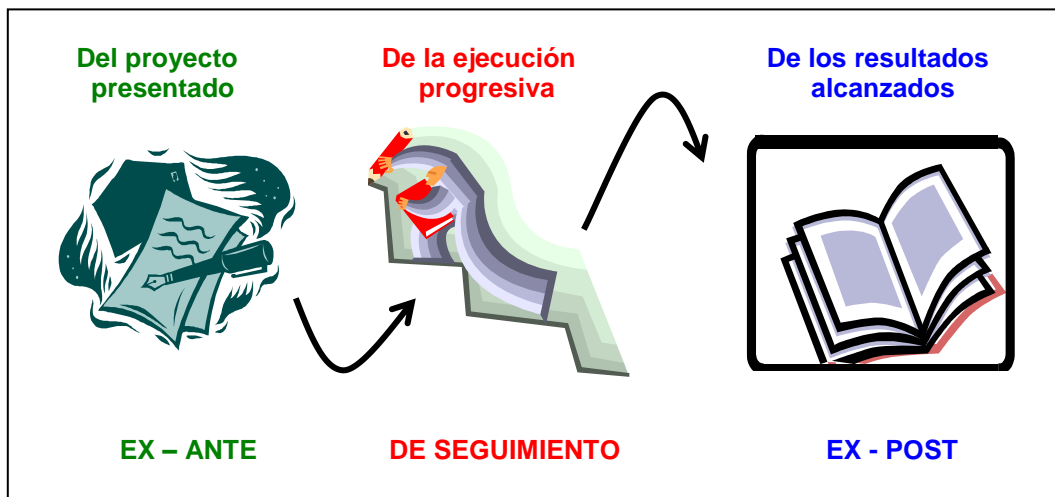 Del proyecto
presentado
De la ejecución
progresiva
De los resultados
alcanzados
EX – ANTE
DE SEGUIMIENTO
EX - POST